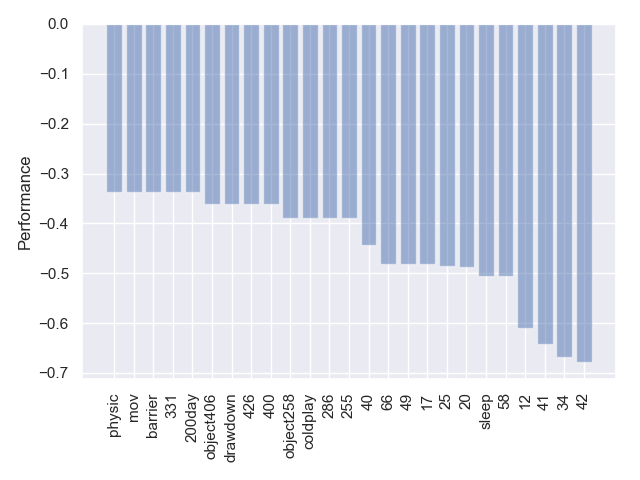 0.0
−0.1
−0.2
−0.3
−0.4
−0.5
−0.6
−0.7
Performance
physic
mov
barrier
331
200day
object406
drawdown
426
400
object258
coldplay
286
255
40
66
49
17
25
20
sleep
58
12
41
34
42